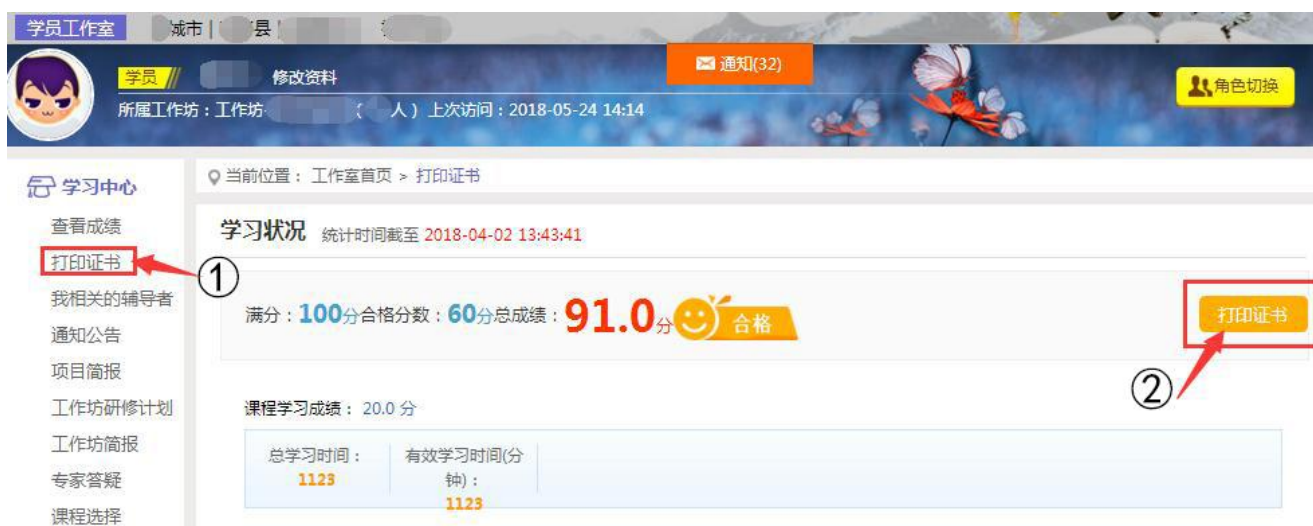 学员工作室 城市 | 县
通知(32)
学员 // 修改资料
角色切换
所属工作坊：工作坊· ( 人 ) 上次访问：2018-05-24 14:14
学习中心
查看成绩
打印证书
我相关的辅导者
通知公告
项目简报
工作坊研修计划
工作坊简报
专家答疑
课程选择
当前位置： 工作室首页 > 打印证书
学习状况 统计时间截至 2018-04-02 13:43:41
①
满分：100分合格分数：60分总成绩：91.0分 合格
打印证书
②
课程学习成绩： 20.0 分
总学习时间：
1123
有效学习时间(分
钟)：
1123